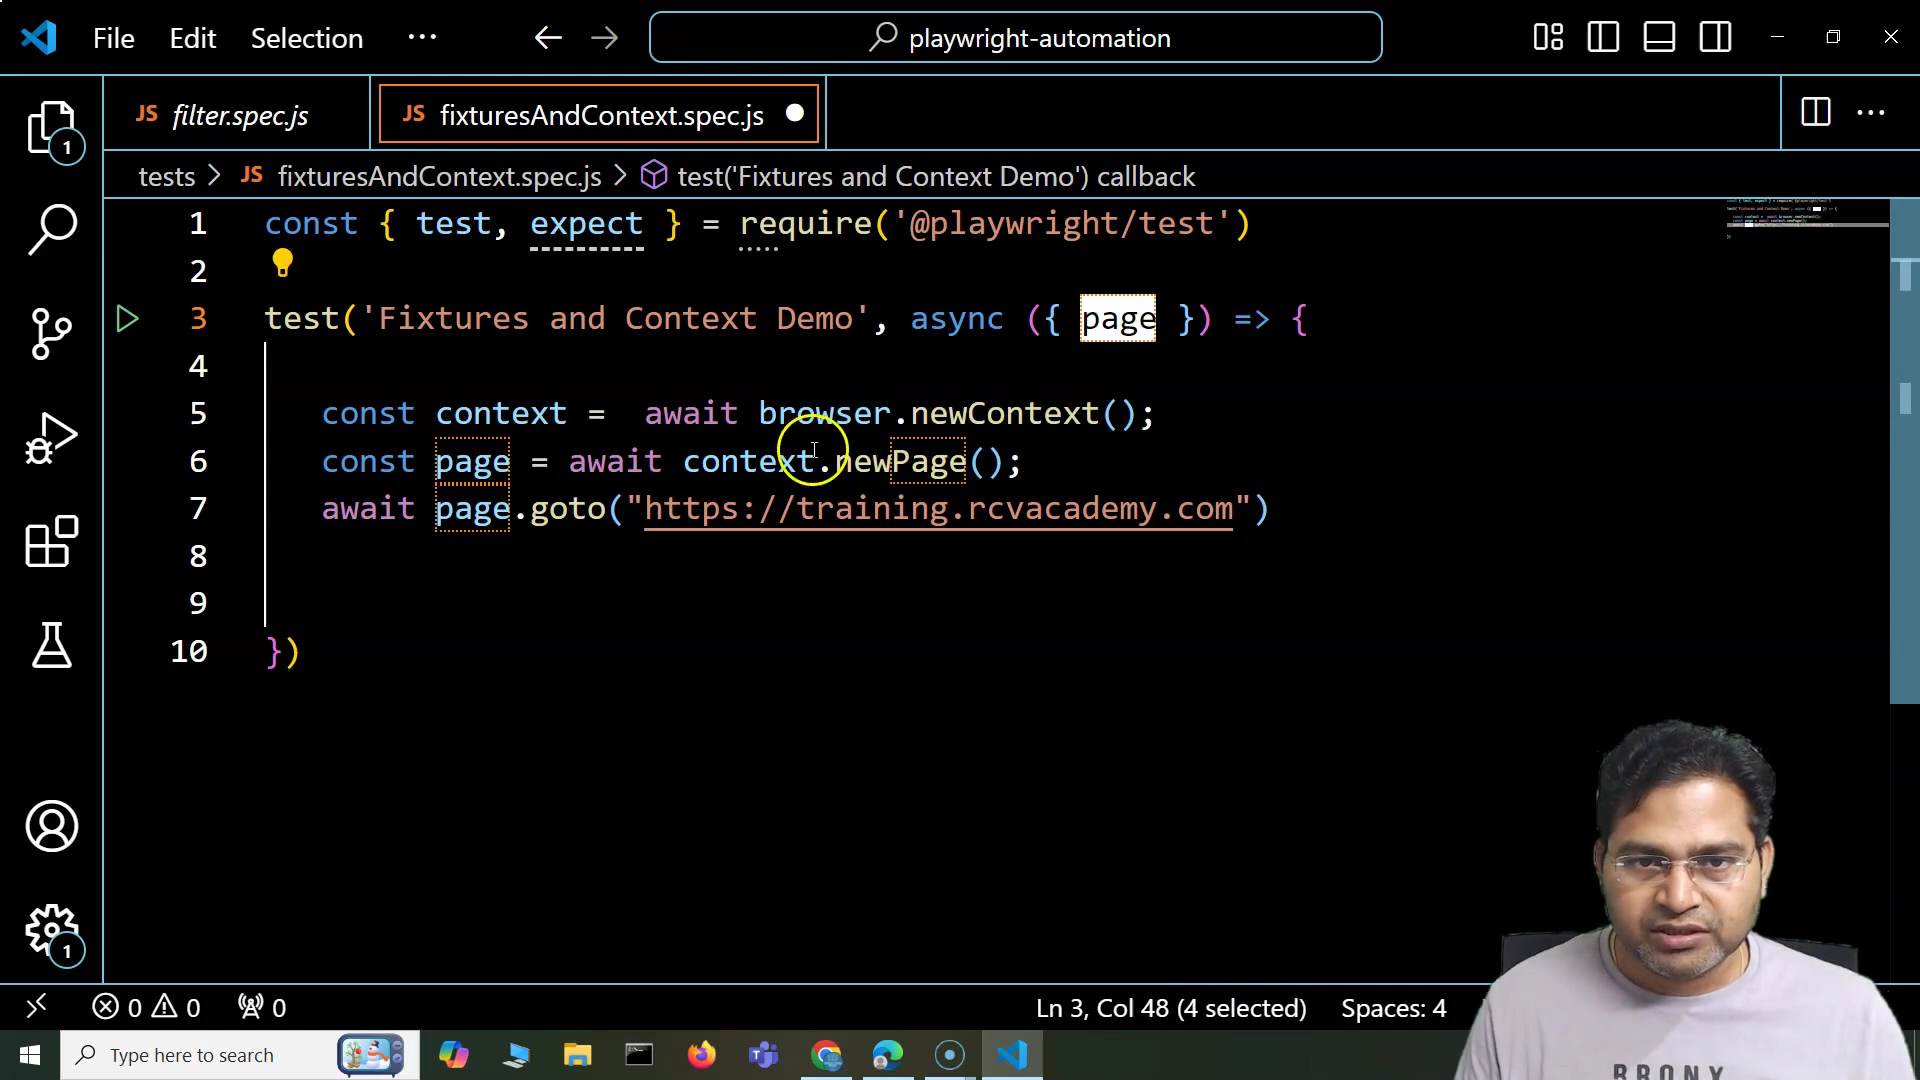 File Edit Selection ··· playwright-automation
JS filter.spec.js JS fixturesAndContext.spec.js
tests > JS fixturesAndContext.spec.js > test('Fixtures and Context Demo') callback
1 const { test, expect } = require('@playwright/test')
2
3 test('Fixtures and Context Demo', async ({ page }) => {
4
5 const context =  await browser.newContext();
6 const page = await context.newPage();
7 await page.goto("https://training.rcvacademy.com")
8
9
10 })
1
1
0 0 0 Ln 3, Col 48 (4 selected) Spaces: 4
Type here to search
BRONX